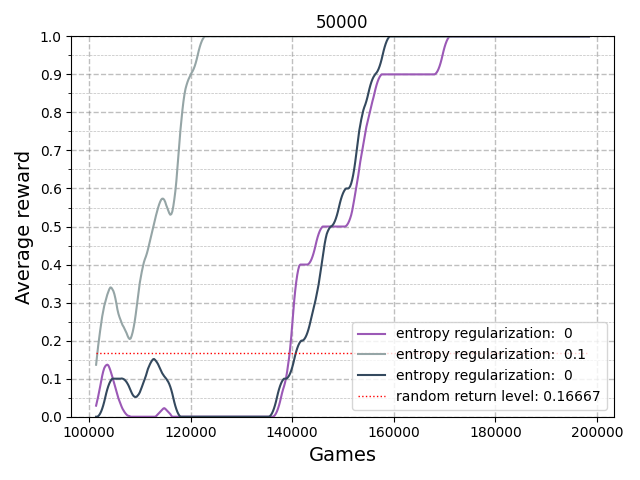 50000
1.0
0.9
0.8
0.7
0.6
0.5
0.4
0.3
0.2
0.1
0.0
Average reward
entropy regularization: 0
entropy regularization: 0.1
entropy regularization: 0
random return level: 0.16667
100000 120000 140000 160000 180000 200000
Games